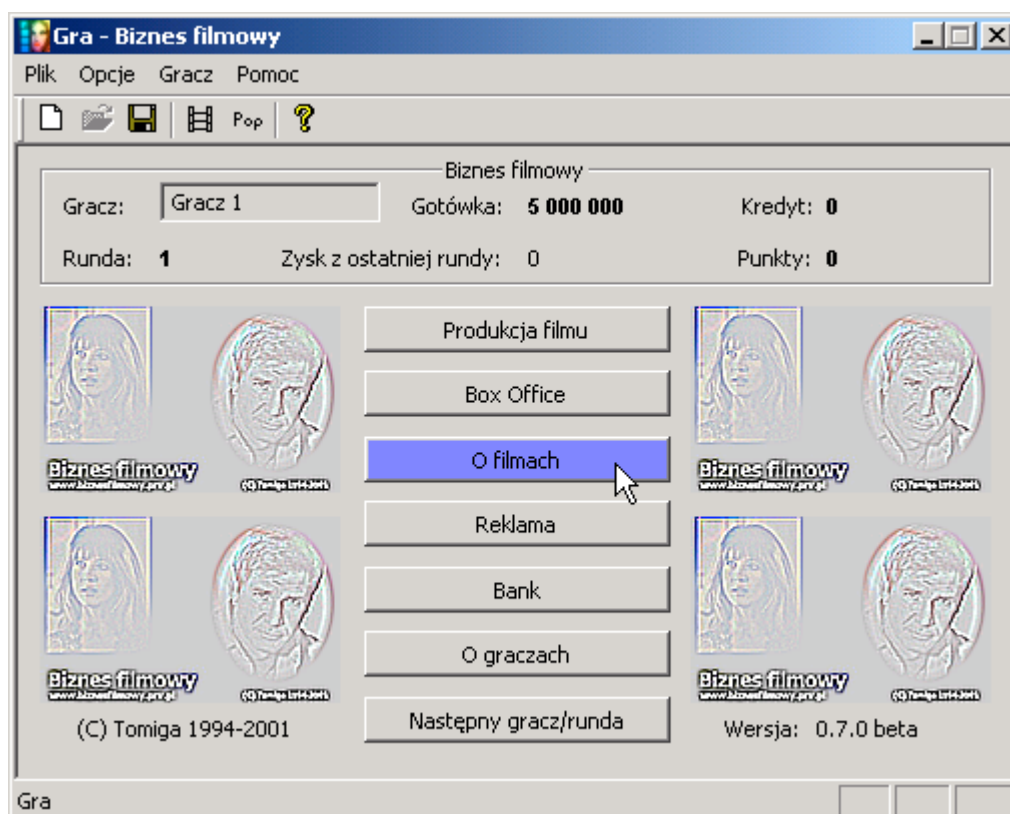 Gra - Biznes filmowy
Plik Opcje Gracz Pomoc
Pop
Biznes filmowy
Gracz: Gracz 1 Gotówka: 5 000 000 Kredyt: 0
Runda: 1 Zysk z ostatniej rundy: 0 Punkty: 0
Produkcja filmu
Box Office
O filmach
Reklama
Bank
O graczach
Następny gracz/runda
Biznes filmowy
Biznes filmowy
Biznes filmowy
Biznes filmowy
(C) Tomiga 1994-2001
Wersja: 0.7.0 beta
Gra